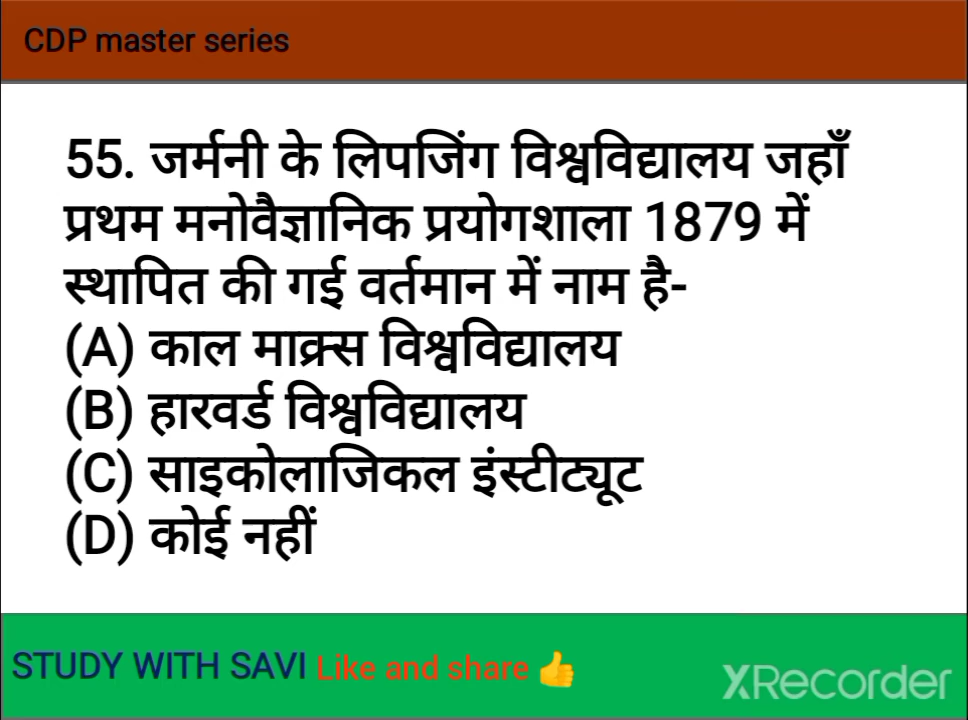 CDP master series
55. जर्मनी के लिपजिंग विश्वविद्यालय जहाँ
प्रथम मनोवैज्ञानिक प्रयोगशाला 1879 में
स्थापित की गई वर्तमान में नाम है-
(A) काल माक्र्स विश्वविद्यालय
(B) हारवर्ड विश्वविद्यालय
(C) साइकोलाजिकल इंस्टीट्यूट
(D) कोई नहीं
STUDY WITH SAVI Like and share 👍
XRecorder